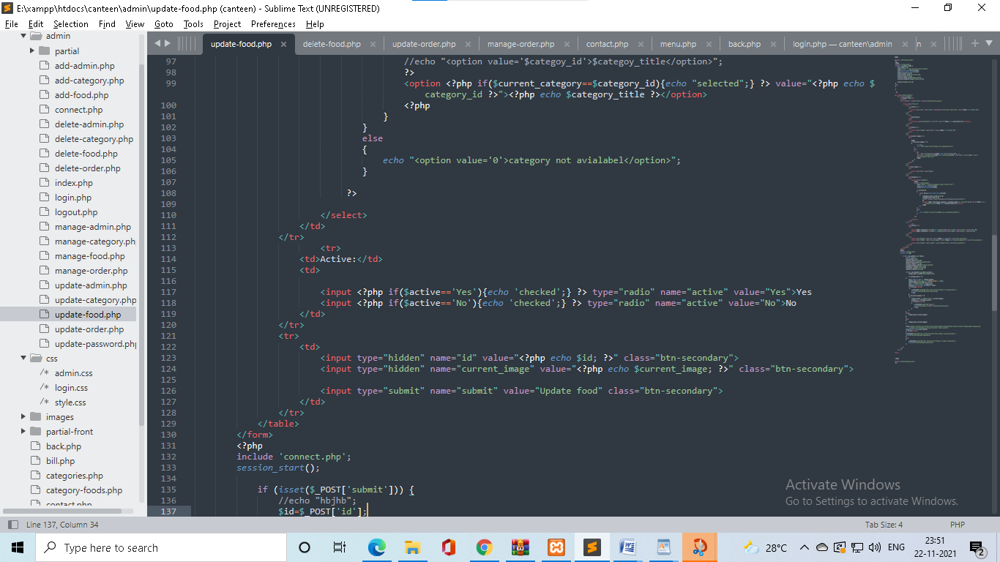 E:\xampp\htdocs\canteen\admin\update-food.php (canteen) - Sublime Text (UNREGISTERED)
File Edit Selection Find View Goto Tools Project Preferences Help
admin
partial
add-admin.php
add-category.php
add-food.php
connect.php
delete-admin.php
delete-category.php
delete-food.php
delete-order.php
index.php
login.php
logout.php
manage-admin.php
manage-category.ph
manage-food.php
manage-order.php
update-admin.php
update-category.php
update-food.php
update-order.php
update-password.php
css
/* admin.css
/* login.css
/* style.css
images
partial-front
back.php
bill.php
categories.php
category-foods.php
contact.php
update-food.php × delete-food.php × update-order.php × manage-order.php × contact.php × menu.php × back.php × login.php — canteen\admin × n ×
97 //echo "<option value='$categoy_id'>$categoy_title</option>";
98 ?>
99 <option <?php if($current_category==$category_id){echo "selected";} ?> value="<?php echo $
category_id ?>"><?php echo $category_title ?></option>
100 <?php
101 }
102 }
103 else
104 {
105 echo "<option value='0'>category not avialabel</option>";
106 }
107
108 ?>
109
110 </select>
111 </td>
112 </tr>
113 <tr>
114 <td>Active:</td>
115 <td>
116
117 <input <?php if($active=='Yes'){echo 'checked';} ?> type="radio" name="active" value="Yes">Yes
118 <input <?php if($active=='No'){echo 'checked';} ?> type="radio" name="active" value="No">No
119 </td>
120 </tr>
121 <tr>
122 <td>
123 <input type="hidden" name="id" value="<?php echo $id; ?>" class="btn-secondary">
124 <input type="hidden" name="current_image" value="<?php echo $current_image; ?>" class="btn-secondary">
125
126 <input type="submit" name="submit" value="Update food" class="btn-secondary">
127 </td>
128 </tr>
129 </table>
130 </form>
131 <?php
132 include 'connect.php';
133 session_start();
134
135 if (isset($_POST['submit'])) {
136 //echo "hbjhb";
137 $id=$_POST['id'];
Activate Windows
Go to Settings to activate Windows.
Line 137, Column 34
Tab Size: 4
PHP
Type here to search
28°C
ENG
23:51
22-11-2021
2